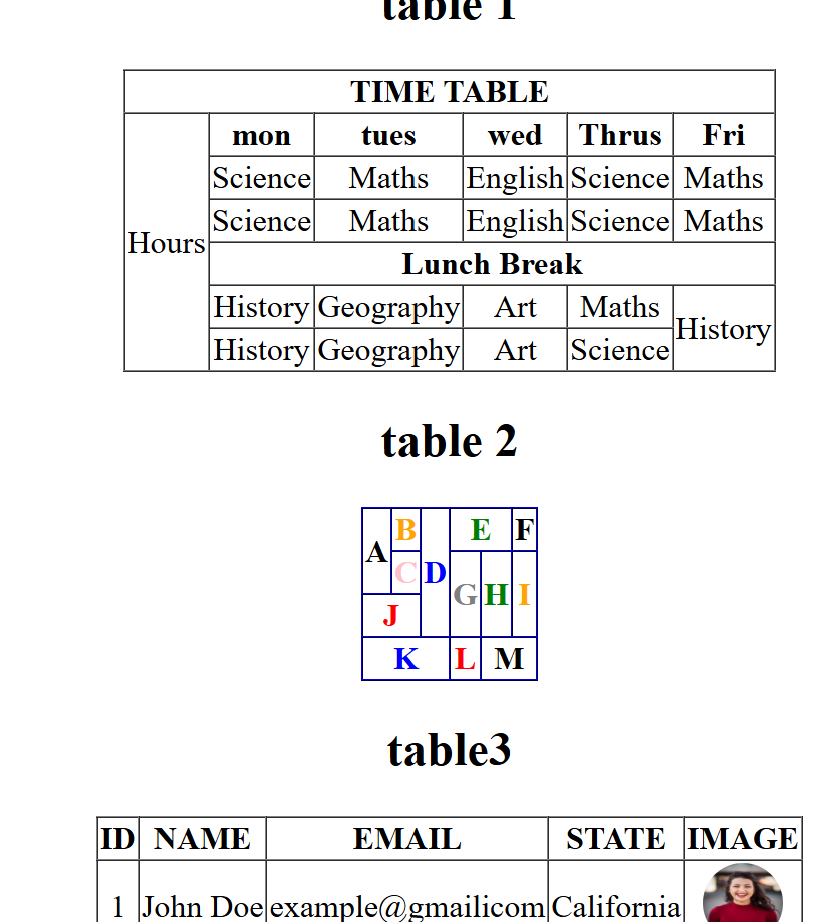 table 1
TIME TABLE
Hours mon tues wed Thrus Fri
Science Maths English Science Maths
Science Maths English Science Maths
Lunch Break
History Geography Art Maths History
History Geography Art Science
table 2
A B D E F
C G H I
J
K L M
table3
ID NAME EMAIL STATE IMAGE
1 John Doe example@gmailicom California